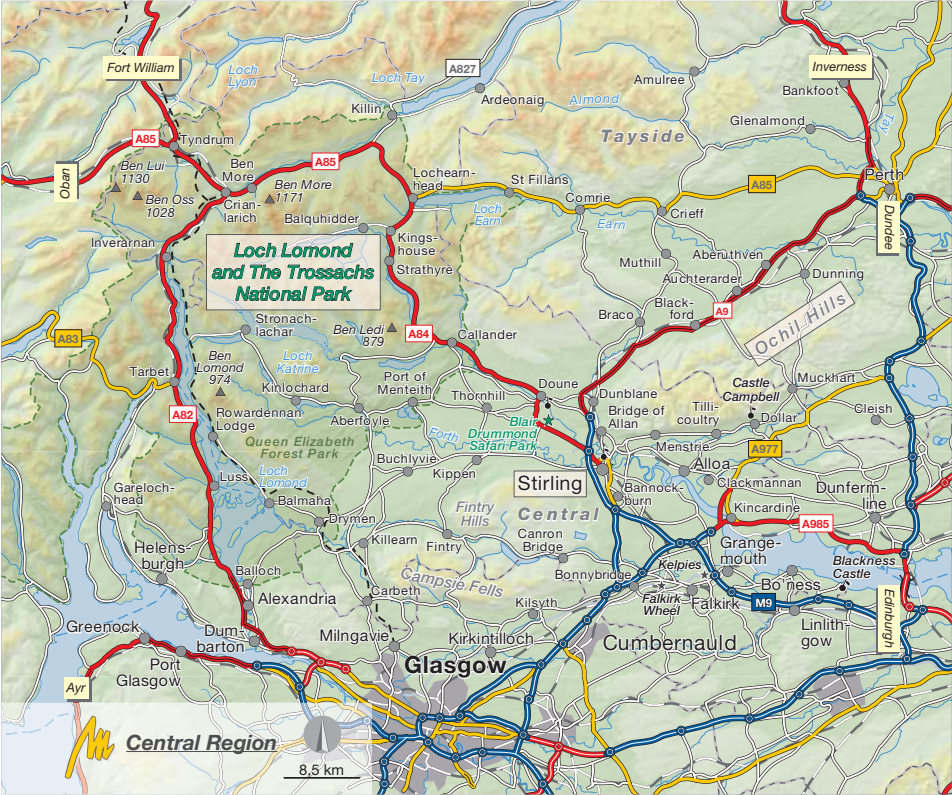 Fort William
Loch
Lyon
Loch Tay
A827
Amulree
Inverness
Bankfoot
Killin
Ardeonaig
Almond
Glenalmond
Tay
Tayside
A85
Tyndrum
A85
Ben Lui
1130
Ben
More
Oban
Ben Oss
1028
Ben More
1171
Crian-
larich
Lochearn-
head
St Fillans
A85
Perth
Loch
Earn
Comrie
Earn
Crieff
Dundee
Balquhidder
Kings-
house
Inverarnan
Loch Lomond
and The Trossachs
National Park
Strathyre
Muthill
Aberuthven
Auchterarder
Dunning
Black-
ford
Braco
A9
Ochil Hills
Stronach-
lachar
Ben Ledi
879
A84
Callander
A83
Ben
Lomond
974
Loch
Katrine
Tarbet
Kinlochard
Port of
Menteith
Thornhill
Doune
Dunblane
Castle
Campbell
Muckhart
A82
Rowardennan
Lodge
Aberfoyle
Blair
Drummond
Safari Park
Bridge of
Allan
Tilli-
coultry
Dollar
Cleish
Forth
Queen Elizabeth
Forest Park
Menstrie
A977
Buchlyvie
Kippen
Alloa
Luss
Loch
Lomond
Stirling
Clackmannan
Gareloch-
head
Balmaha
Bannock-
burn
Dunferm-
line
Kincardine
Drymen
Fintry
Hills
Central
A985
Helens-
burgh
Killearn
Fintry
Canron
Bridge
Grange-
mouth
Balloch
Campsie Fells
Bonnybridge
Kelpies
Blackness
Castle
Bo'ness
Alexandria
Carbeth
Kilsyth
Falkirk
Wheel
Falkirk
M9
Edinburgh
Greenock
Dum-
barton
Milngavie
Kirkintilloch
Cumbernauld
Linlith-
gow
Port
Glasgow
Glasgow
Ayr
Central Region
8,5 km